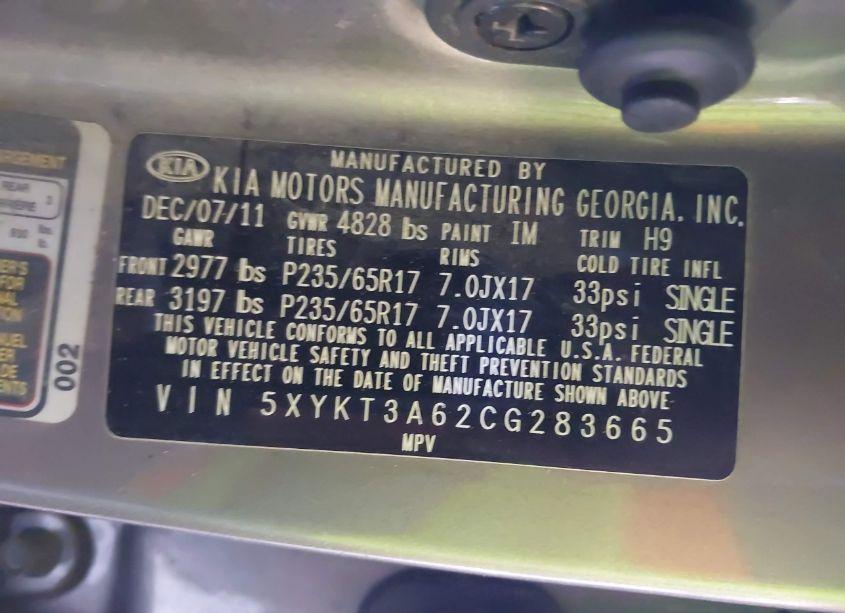 MANUFACTURED BY
KIA KIA MOTORS MANUFACTURING GEORGIA, INC.
DEC/07/11 GVWR 4828 lbs PAINT IM TRIM H9
GAWR TIRES RIMS COLD TIRE INFL
FRONT 2977 lbs P235/65R17 7.0JX17 33psi SINGLE
REAR 3197 lbs P235/65R17 7.0JX17 33psi SINGLE
THIS VEHICLE CONFORMS TO ALL APPLICABLE U.S.A. FEDERAL
MOTOR VEHICLE SAFETY AND THEFT PREVENTION STANDARDS
IN EFFECT ON THE DATE OF MANUFACTURE SHOWN ABOVE
VIN 5XYKT3A62CG283665
MPV
REAR 3
002